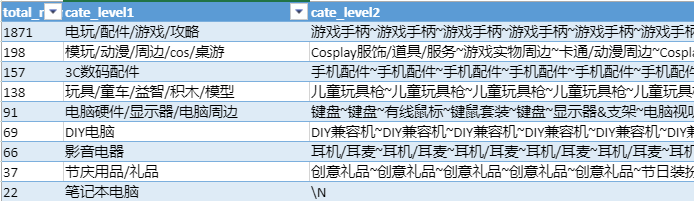 total_ cate_level1 cate_level2
1871 电玩/配件/游戏/攻略 游戏手柄~游戏手柄~游戏手柄~游戏手柄~游戏手柄~游戏
198 模玩/动漫/周边/cos/桌游 Cosplay服饰/道具/服务~游戏实物周边~卡通/动漫周边~Cospla
157 3C数码配件 手机配件~手机配件~手机配件~手机配件~手机配件~手机
138 玩具/童车/益智/积木/模型 儿童玩具枪~儿童玩具枪~儿童玩具枪~儿童玩具枪~儿童玩
91 电脑硬件/显示器/电脑周边 键盘~键盘~有线鼠标~键鼠套装~键盘~显示器&支架~电脑视
69 DIY电脑 DIY兼容机~DIY兼容机~DIY兼容机~DIY兼容机~DIY兼容
66 影音电器 耳机/耳麦~耳机/耳麦~耳机/耳麦~耳机/耳麦~耳机/耳麦
37 节庆用品/礼品 创意礼品~创意礼品~创意礼品~创意礼品~创意礼品~节日装扮
22 笔记本电脑 \N